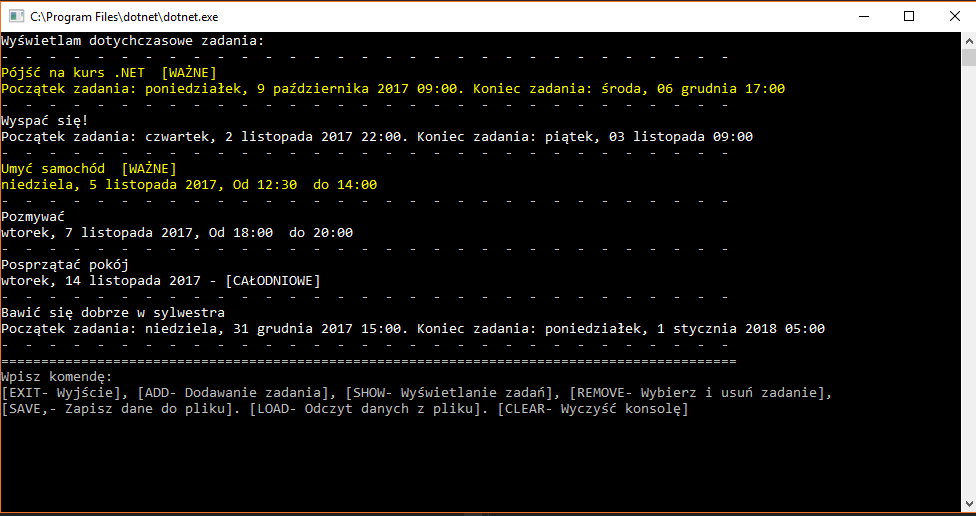 C:\Program Files\dotnet\dotnet.exe
Wyświetlam dotychczasowe zadania:
- - - - - - - - - - - - - - - - - - - - - - - - - - - - - - -
Pójść na kurs .NET  [WAŻNE]
Początek zadania: poniedziałek, 9 października 2017 09:00. Koniec zadania: środa, 06 grudnia 17:00
- - - - - - - - - - - - - - - - - - - - - - - - - - - - - - -
Wyspać się!
Początek zadania: czwartek, 2 listopada 2017 22:00. Koniec zadania: piątek, 03 listopada 09:00
- - - - - - - - - - - - - - - - - - - - - - - - - - - - - - -
Umyć samochód  [WAŻNE]
niedziela, 5 listopada 2017, Od 12:30  do 14:00
- - - - - - - - - - - - - - - - - - - - - - - - - - - - - - -
Pozmywać
wtorek, 7 listopada 2017, Od 18:00  do 20:00
- - - - - - - - - - - - - - - - - - - - - - - - - - - - - - -
Posprzątać pokój
wtorek, 14 listopada 2017 - [CAŁODNIOWE]
- - - - - - - - - - - - - - - - - - - - - - - - - - - - - - -
Bawić się dobrze w sylwestra
Początek zadania: niedziela, 31 grudnia 2017 15:00. Koniec zadania: poniedziałek, 1 stycznia 2018 05:00
- - - - - - - - - - - - - - - - - - - - - - - - - - - - - - -
============================================================================================
Wpisz komendę:
[EXIT- Wyjście], [ADD- Dodawanie zadania], [SHOW- Wyświetlanie zadań], [REMOVE- Wybierz i usuń zadanie],
[SAVE,- Zapisz dane do pliku]. [LOAD- Odczyt danych z pliku]. [CLEAR- Wyczyść konsolę]